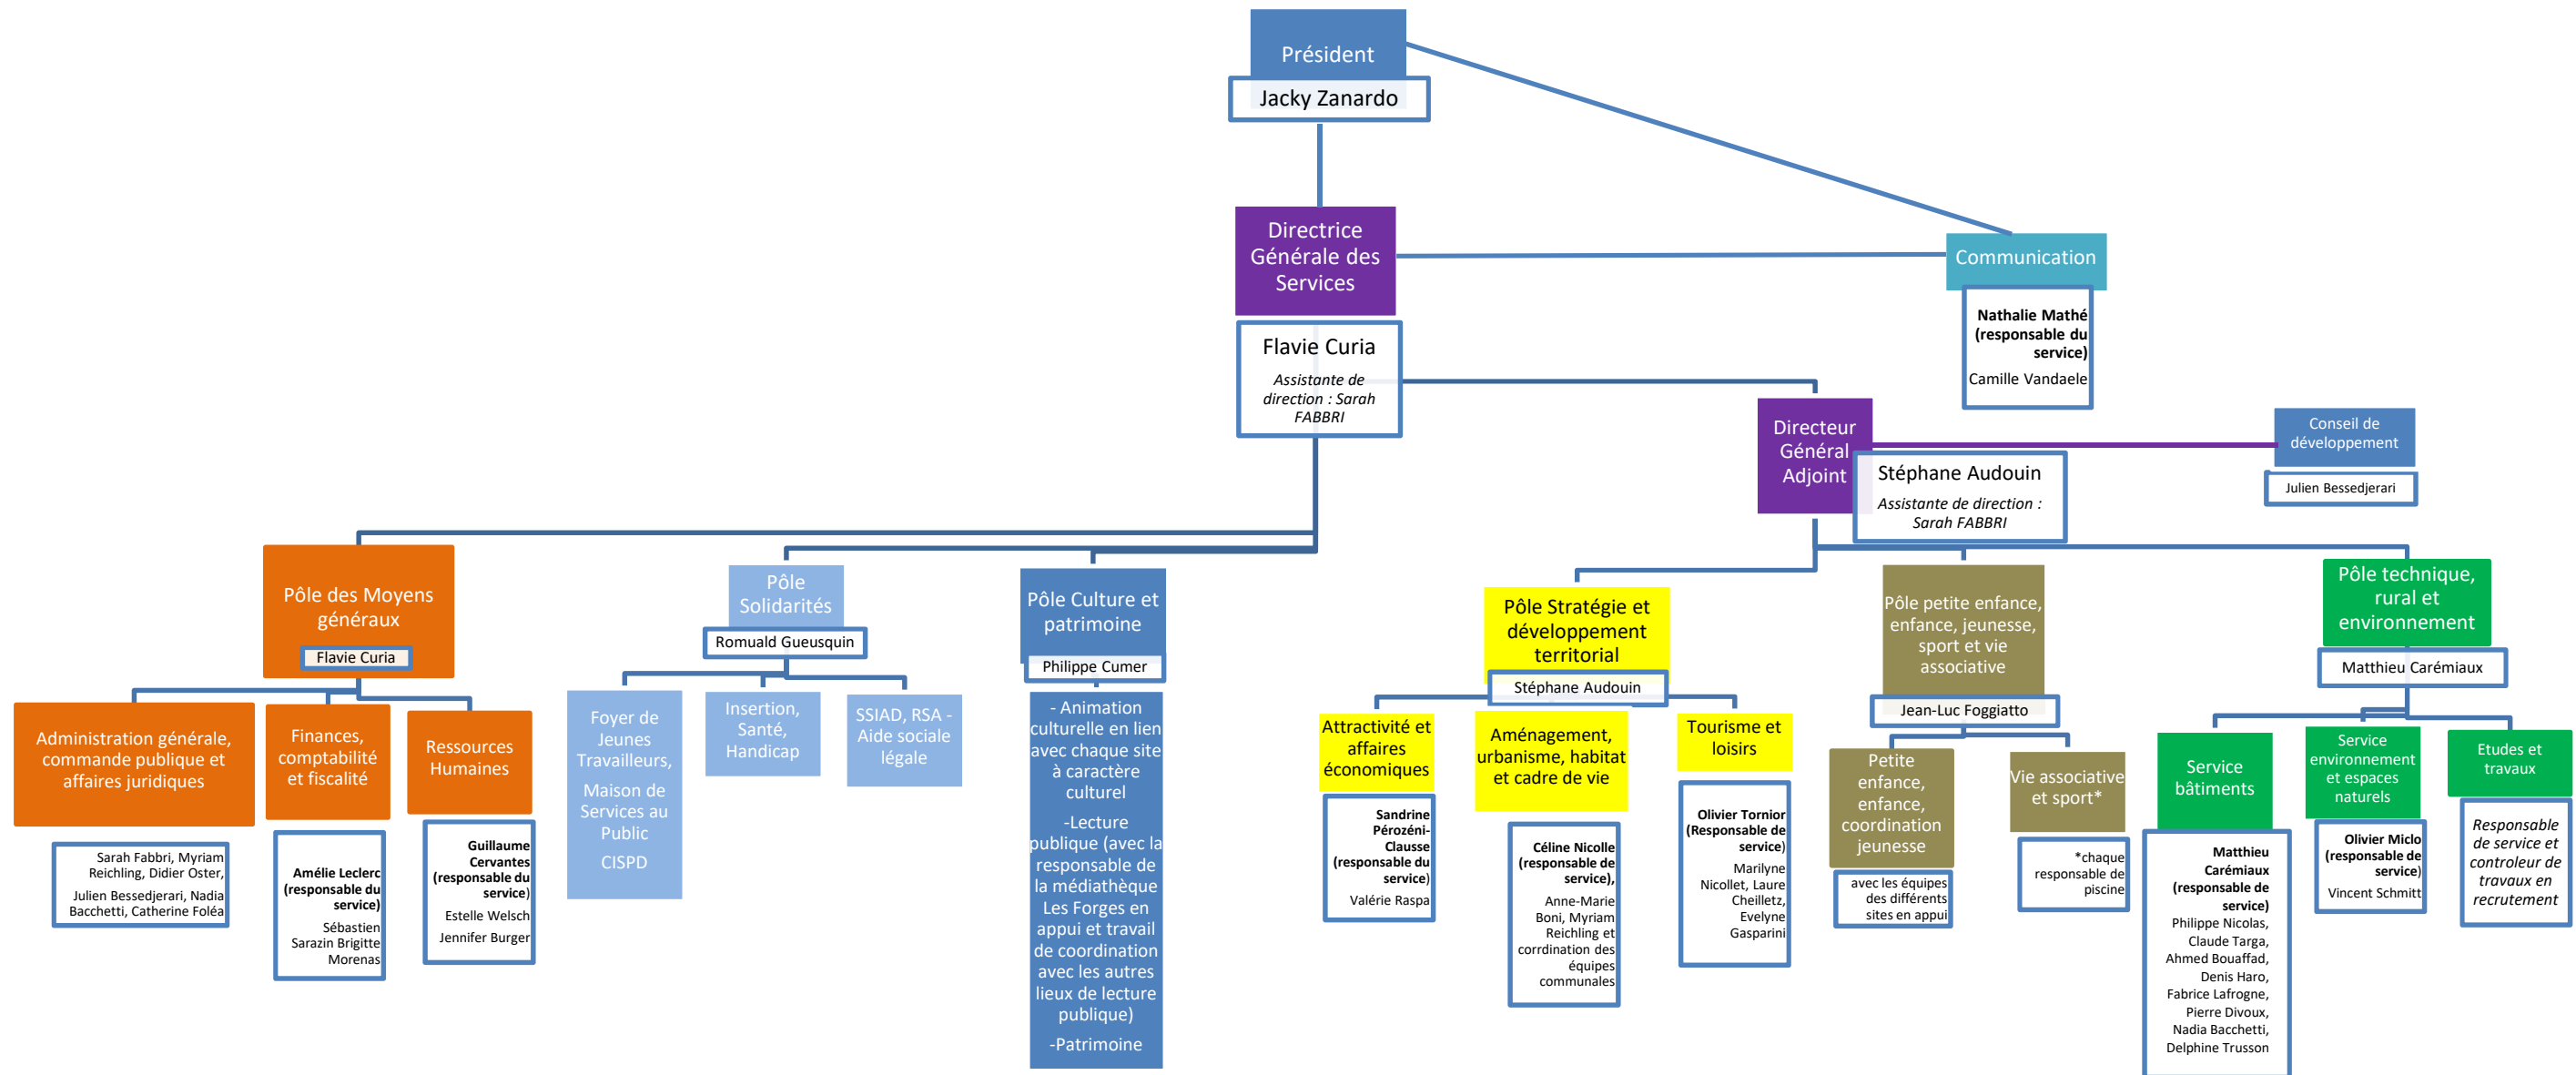 Président
Jacky Zanardo
Directrice
Générale des
Services
Flavie Curia
Assistante de
direction : Sarah
FABBRI
Communication
Nathalie Mathé
(responsable du
service)
Camille Vandaele
Directeur
Général
Adjoint
Stéphane Audouin
Assistante de direction :
Sarah FABBRI
Conseil de
développement
Julien Bessedjerari
Pôle des Moyens
généraux
Flavie Curia
Administration générale,
commande publique et
affaires juridiques
Sarah Fabbri, Myriam
Reichling, Didier Oster,
Julien Bessedjerari, Nadia
Bacchetti, Catherine Foléa
Finances,
comptabilité
et fiscalité
Amélie Leclerc
(responsable du
service)
Sébastien
Sarazin Brigitte
Morenas
Ressources
Humaines
Guillaume
Cervantes
(responsable du
service)
Estelle Welsch
Jennifer Burger
Pôle
Solidarités
Romuald Gueusquin
Foyer de
Jeunes
Travailleurs,
Maison de
Services au
Public
CISPD
Insertion,
Santé,
Handicap
SSIAD, RSA -
Aide sociale
légale
Pôle Culture et
patrimoine
Philippe Cumer
- Animation
culturelle en lien
avec chaque site
à caractère
culturel
-Lecture
publique (avec la
responsable de
la médiathèque
Les Forges en
appui et travail
de coordination
avec les autres
lieux de lecture
publique)
-Patrimoine
Pôle Stratégie et
développement
territorial
Stéphane Audouin
Attractivité et
affaires
économiques
Sandrine
Pérozéni-
Clausse
(responsable du
service)
Valérie Raspa
Aménagement,
urbanisme, habitat
et cadre de vie
Céline Nicolle
(responsable de
service),
Anne-Marie
Boni, Myriam
Reichling et
corrdination des
équipes
communales
Tourisme et
loisirs
Olivier Tornior
(Responsable de
service)
Marilyne
Nicollet, Laure
Cheilletz,
Evelyne
Gasparini
Pôle petite enfance,
enfance, jeunesse,
sport et vie
associative
Jean-Luc Foggiatto
Petite
enfance,
enfance,
coordination
jeunesse
avec les équipes
des différents
sites en appui
Vie associative
et sport*
*chaque
responsable de
piscine
Pôle technique,
rural et
environnement
Matthieu Carémiaux
Service
bâtiments
Matthieu
Carémiaux
(responsable de
service)
Philippe Nicolas,
Claude Targa,
Ahmed Bouaffad,
Denis Haro,
Fabrice Lafrogne,
Pierre Divoux,
Nadia Bacchetti,
Delphine Trusson
Service
environnement
et espaces
naturels
Olivier Miclo
(responsable de
service)
Vincent Schmitt
Etudes et
travaux
Responsable
de service et
controleur de
travaux en
recrutement